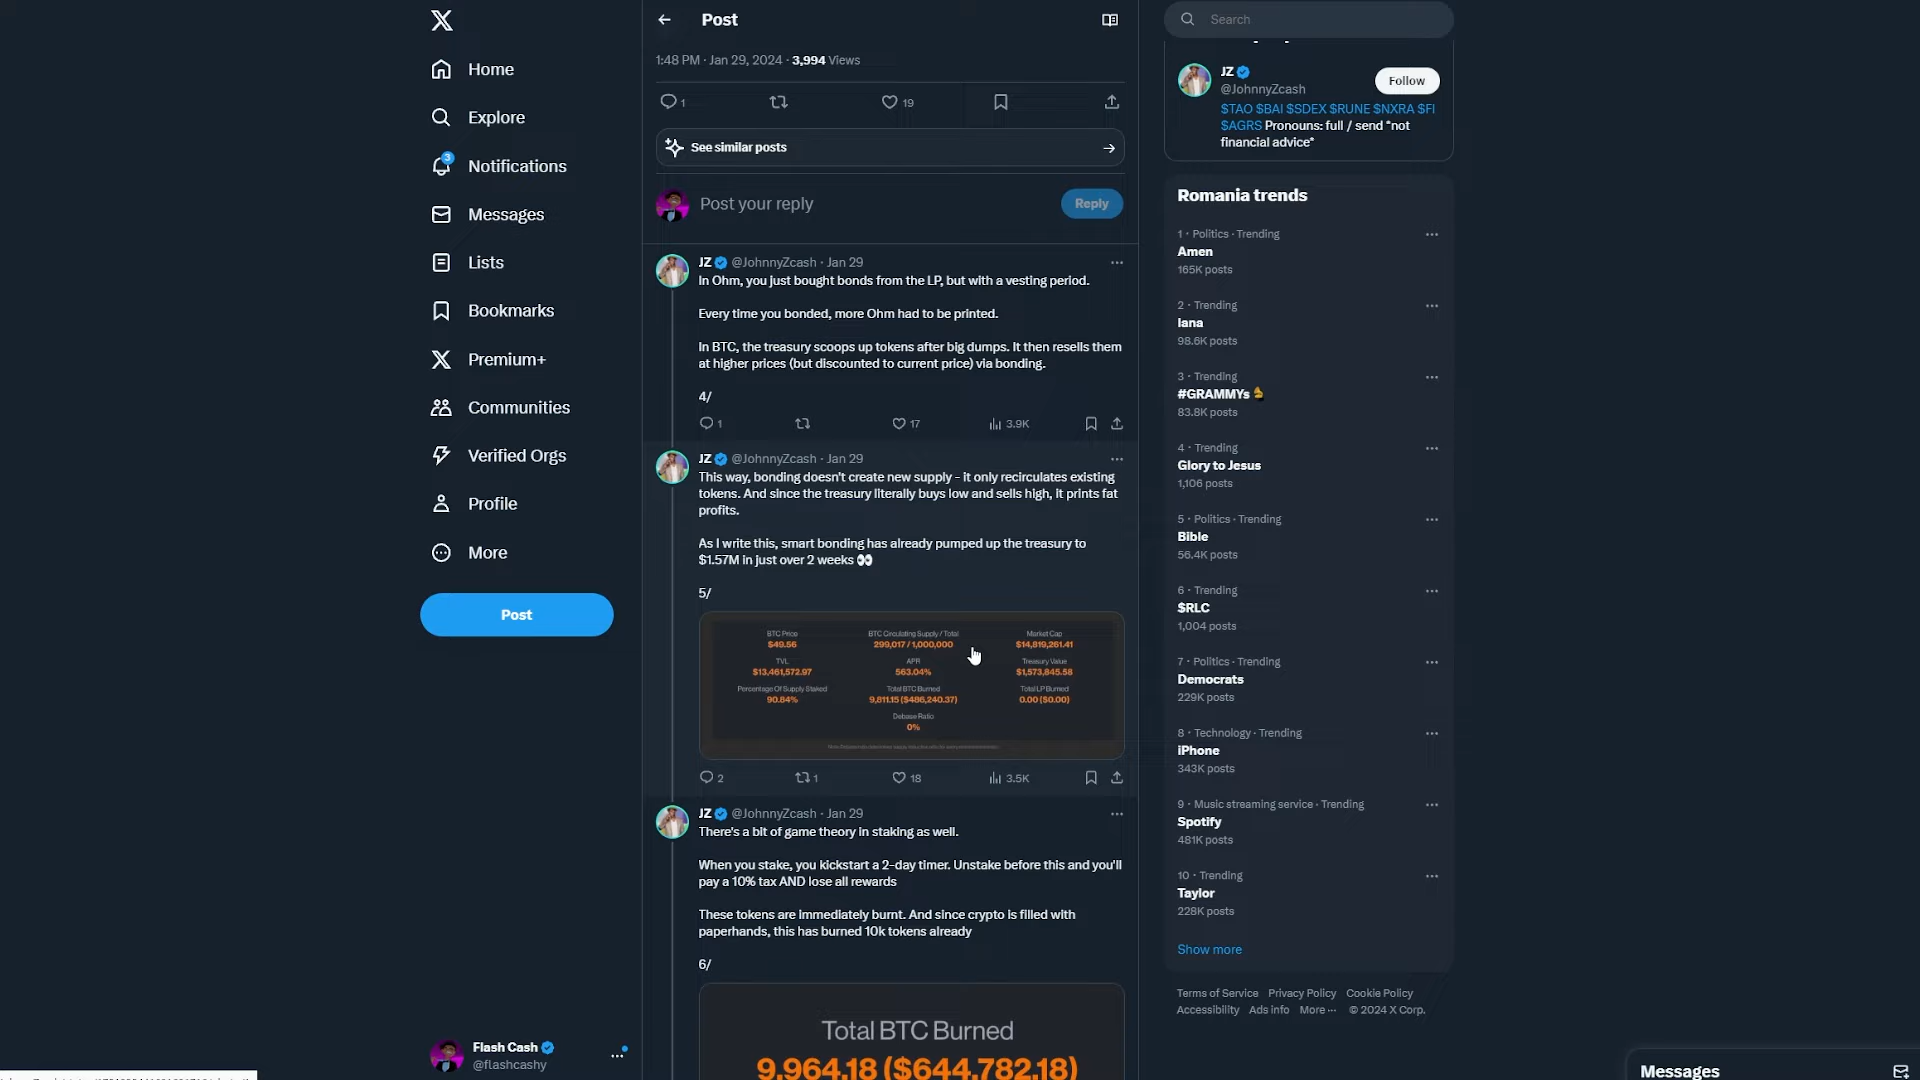 Home
Explore
3
Notifications
Messages
Lists
Bookmarks
Premium+
Communities
Verified Orgs
Profile
More
Post
Flash Cash
@flashcashy
Post
1:48 PM · Jan 29, 2024 · 3,994 Views
1
19
See similar posts
Post your reply
Reply
JZ @JohnnyZcash · Jan 29
In Ohm, you just bought bonds from the LP, but with a vesting period.
Every time you bonded, more Ohm had to be printed.
In BTC, the treasury scoops up tokens after big dumps. It then resells them
at higher prices (but discounted to current price) via bonding.
4/
1 17 3.9K
JZ @JohnnyZcash · Jan 29
This way, bonding doesn't create new supply - it only recirculates existing
tokens. And since the treasury literally buys low and sells high, it prints fat
profits.
As I write this, smart bonding has already pumped up the treasury to
$1.57M in just over 2 weeks 👀
5/
BTC Price BTC Circulating Supply / Total Market Cap
$49.56 299,017 / 1,000,000 $14,819,261.41
TVL APR Treasury Value
$13,461,572.97 563.04% $1,573,845.58
Percentage Of Supply Staked Total BTC Burned Total LP Burned
90.84% 9,811.15 ($486,240.37) 0.00 ($0.00)
Debase Ratio
0%
2 1 18 3.5K
JZ @JohnnyZcash · Jan 29
There's a bit of game theory in staking as well.
When you stake, you kickstart a 2-day timer. Unstake before this and you'll
pay a 10% tax AND lose all rewards
These tokens are immediately burnt. And since crypto is filled with
paperhands, this has burned 10k tokens already
6/
Total BTC Burned
9,964.18 ($644,782.18)
Search
JZ
@JohnnyZcash
Follow
$TAO $BAI $SDEX $RUNE $NXRA $FI
$AGRS Pronouns: full / send *not
financial advice*
Romania trends
1 · Politics · Trending
Amen
165K posts
2 · Trending
Iana
98.6K posts
3 · Trending
#GRAMMYs
83.8K posts
4 · Trending
Glory to Jesus
1,106 posts
5 · Politics · Trending
Bible
56.4K posts
6 · Trending
$RLC
1,004 posts
7 · Politics · Trending
Democrats
229K posts
8 · Technology · Trending
iPhone
343K posts
9 · Music streaming service · Trending
Spotify
481K posts
10 · Trending
Taylor
228K posts
Show more
Terms of Service Privacy Policy Cookie Policy
Accessibility Ads info More ··· © 2024 X Corp.
Messages